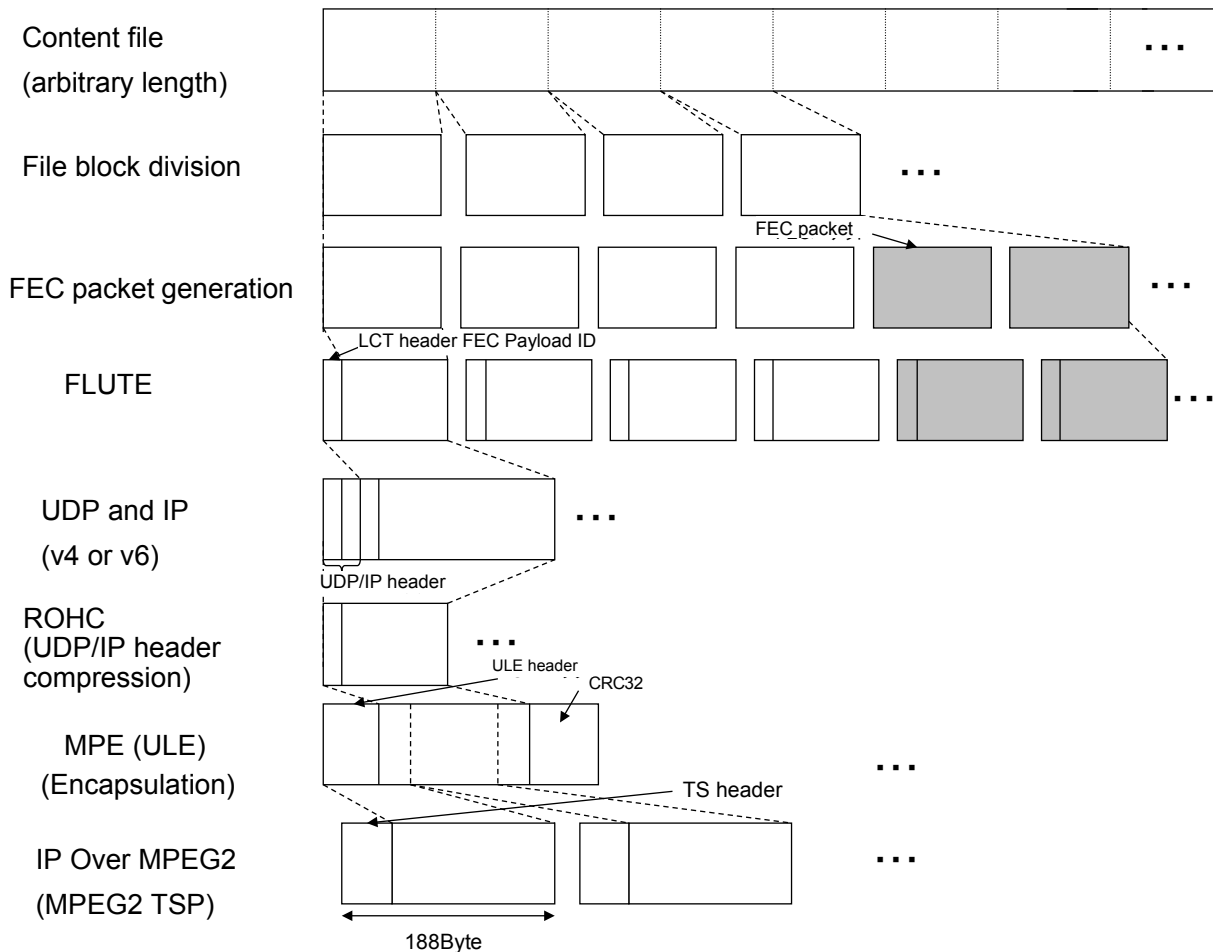 Content file
(arbitrary length)
...
File block division
...
FEC packet
FEC packet generation
...
LCT header FEC Payload ID
FLUTE
...
UDP and IP
(v4 or v6)
...
UDP/IP header
ROHC
(UDP/IP header
compression)
...
ULE header
CRC32
MPE (ULE)
(Encapsulation)
...
TS header
IP Over MPEG2
(MPEG2 TSP)
...
188Byte